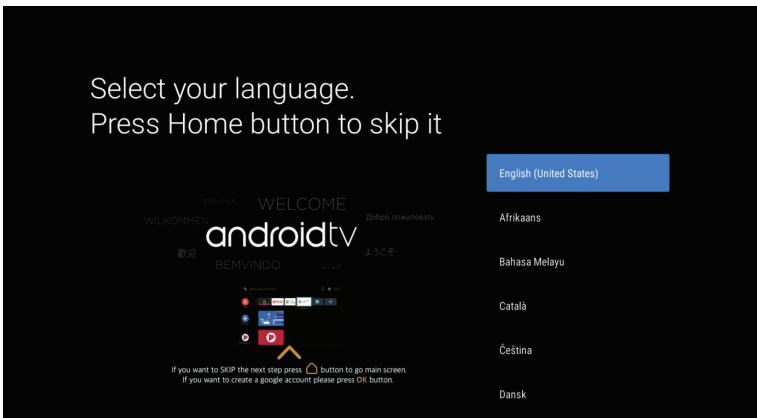 Select your language.
Press Home button to skip it
English (United States)
WELCOME
WILKOMMEN
Добро пожаловать
Afrikaans
androidtv
歡迎
ようこそ
BEMVINDO
Bahasa Melayu
Català
If you want to SKIP the next step press button to go main screen.
If you want to create a google account please press OK button.
Čeština
Dansk